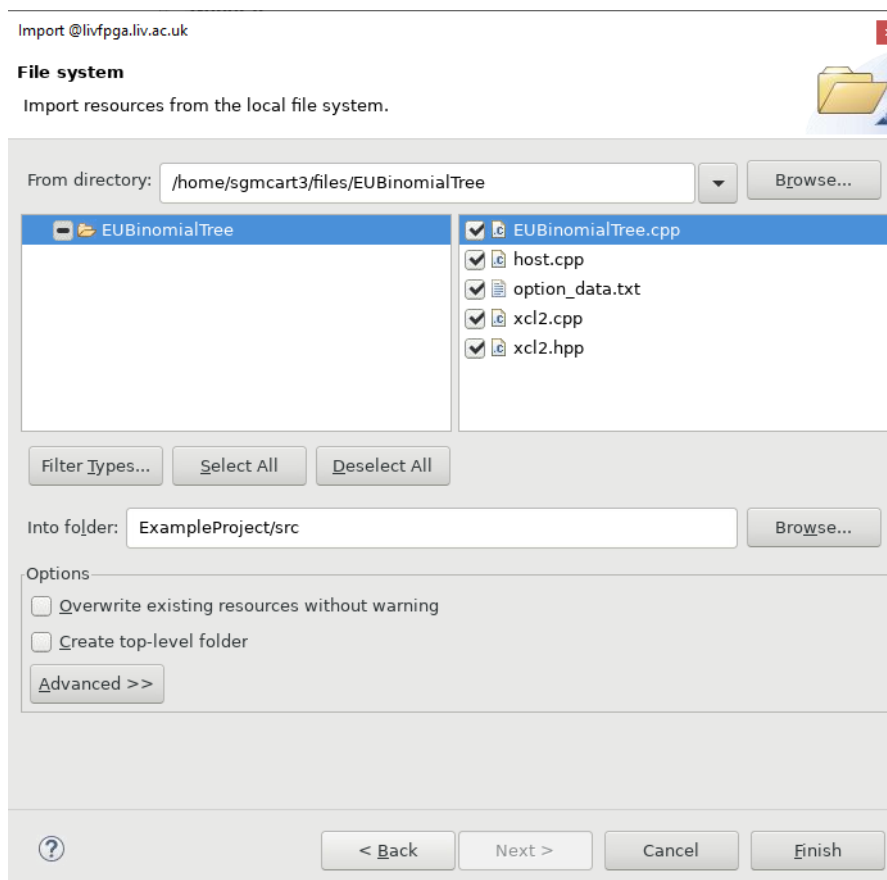 Import @livfpga.liv.ac.uk
File system
Import resources from the local file system.
From directory: /home/sgmcart3/files/EUBinomialTree Browse...
EUBinomialTree
EUBinomialTree.cpp
host.cpp
option_data.txt
xcl2.cpp
xcl2.hpp
Filter Types... Select All Deselect All
Into folder: ExampleProject/src Browse...
Options
Overwrite existing resources without warning
Create top-level folder
Advanced >>
? < Back Next > Cancel Finish